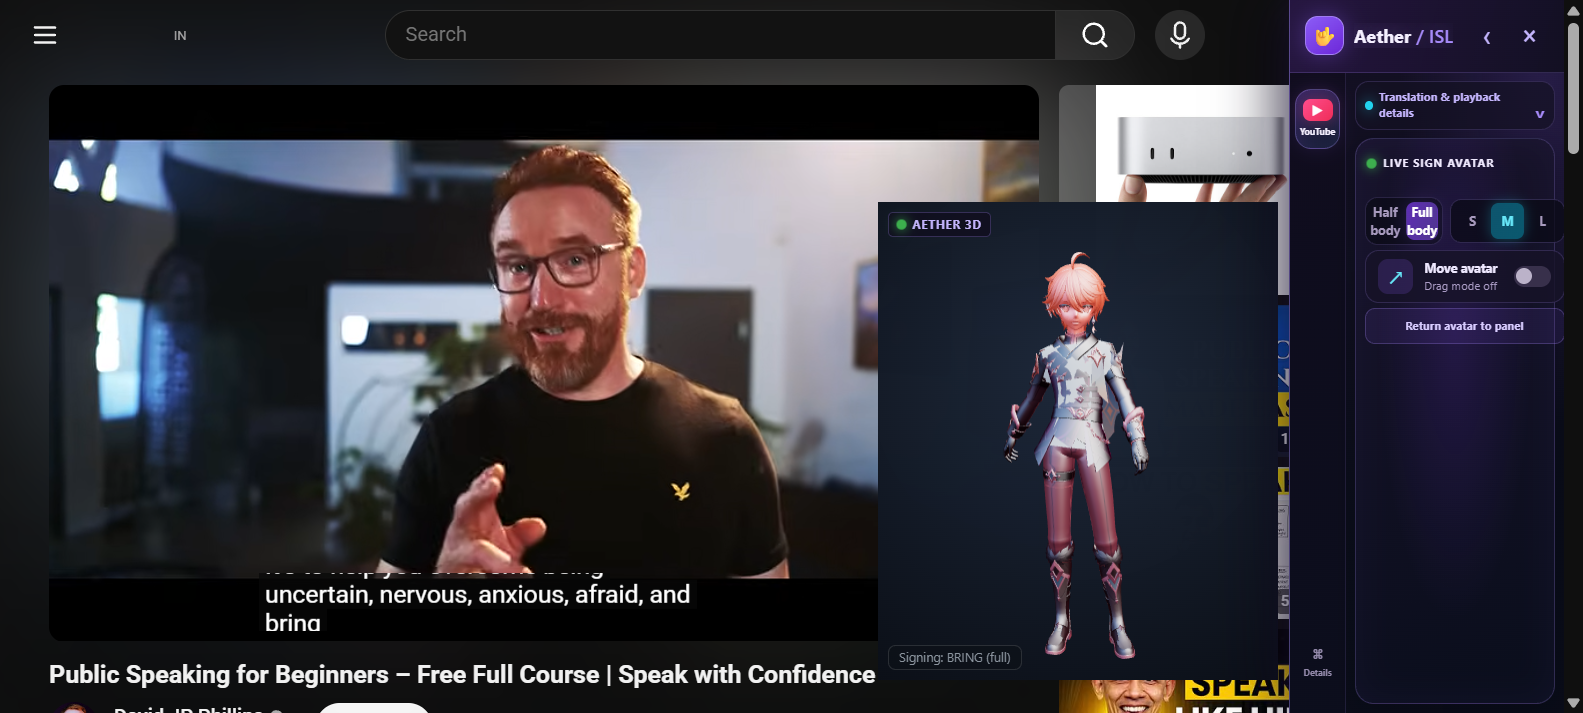 IN
Search
Aether / ISL
YouTube
Translation & playback
details
LIVE SIGN AVATAR
Half
body
Full
body
S
M
L
Move avatar
Drag mode off
Return avatar to panel
Details
AETHER 3D
Signing: BRING (full)
uncertain, nervous, anxious, afraid, and
bring
Public Speaking for Beginners – Free Full Course | Speak with Confidence
SPEAK